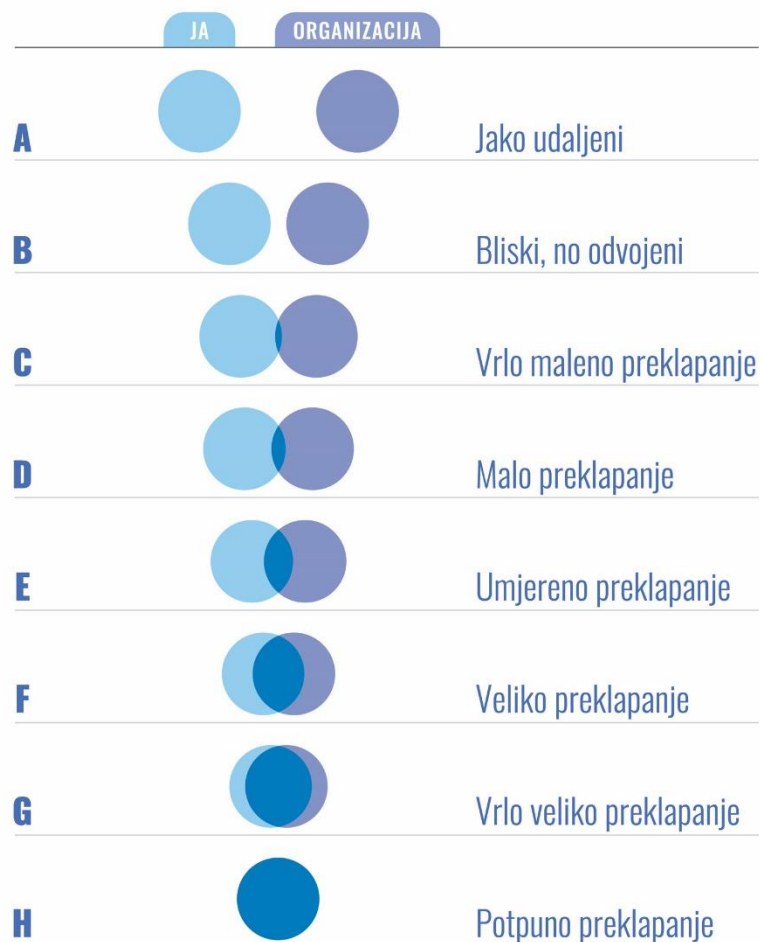 JA ORGANIZACIJA
A Jako udaljeni
B Bliski, no odvojeni
C Vrlo maleno preklapanje
D Malo preklapanje
E Umjereno preklapanje
F Veliko preklapanje
G Vrlo veliko preklapanje
H Potpuno preklapanje